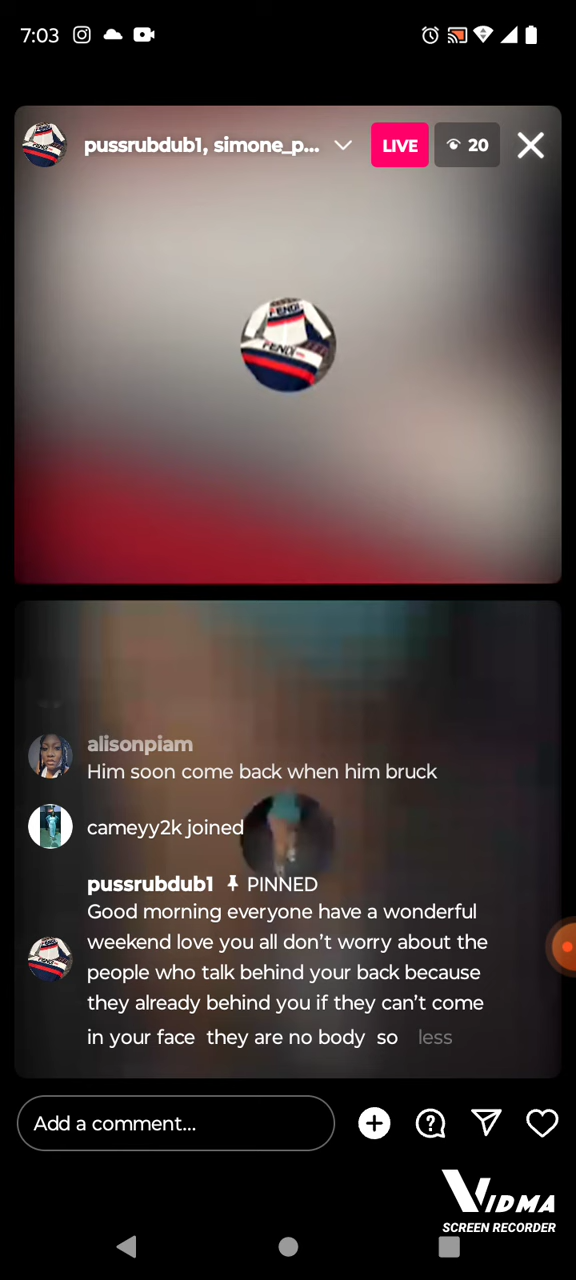 7:03
pussrubdub1, simone_p...
LIVE
20
FENDI
FENDI
alisonpiam
Him soon come back when him bruck
cameyy2k joined
pussrubdub1 PINNED
Good morning everyone have a wonderful
weekend love you all don't worry about the
people who talk behind your back because
they already behind you if they can't come
in your face they are no body so less
Add a comment...
VIDMA
SCREEN RECORDER